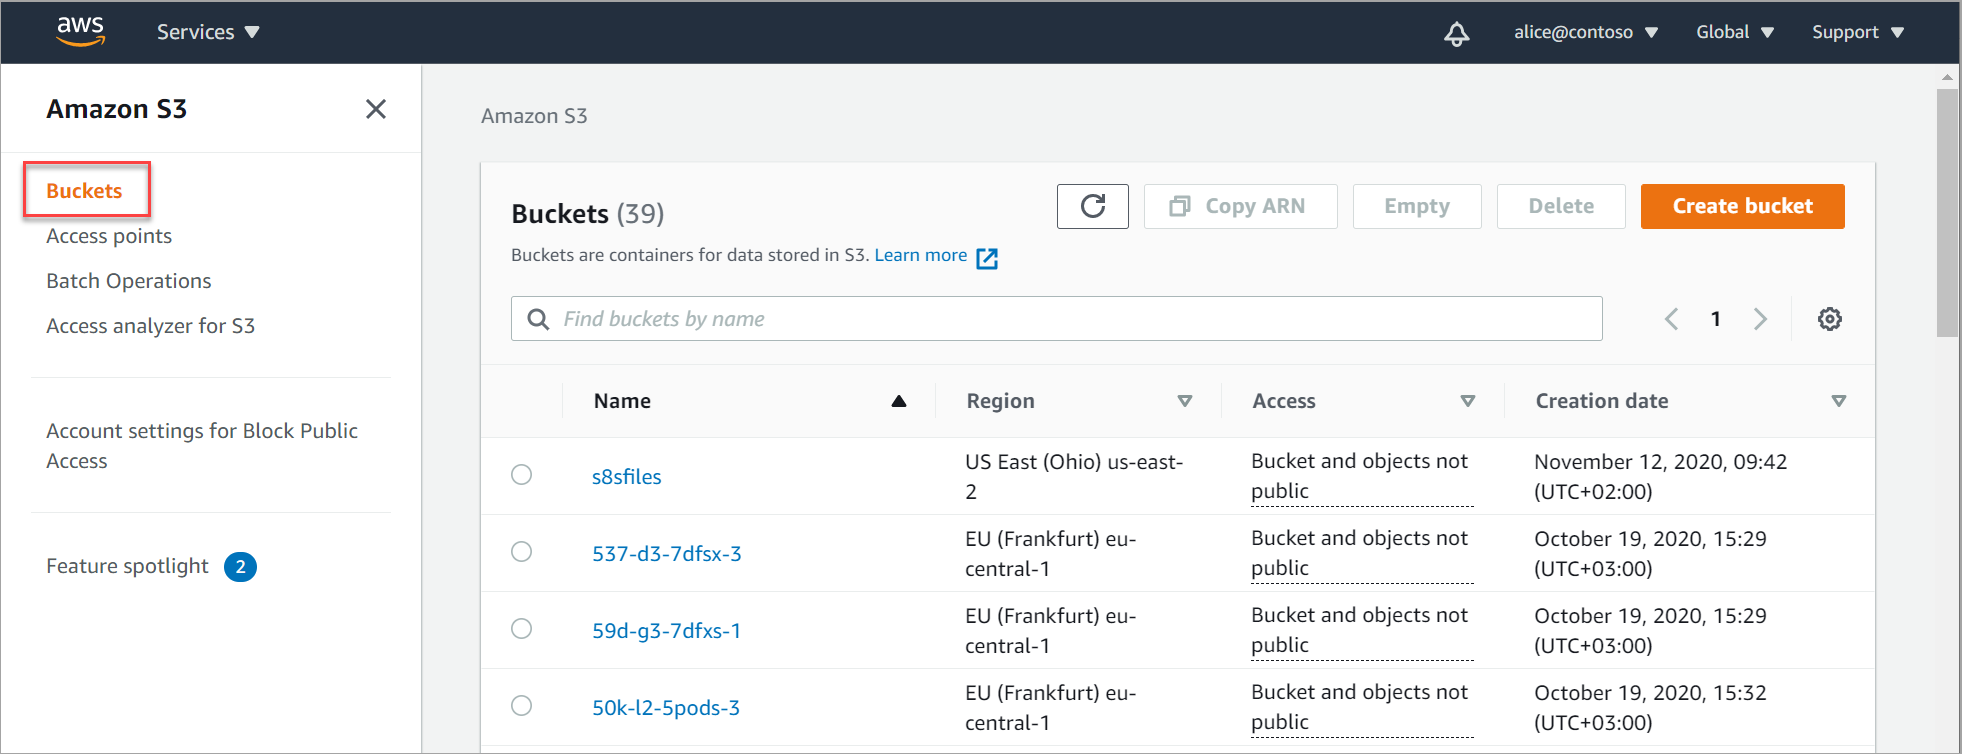 aws
Services
alice@contoso
Global
Support
Amazon S3
Buckets
Access points
Batch Operations
Access analyzer for S3
Account settings for Block Public
Access
Feature spotlight 2
Amazon S3
Buckets (39)
Copy ARN
Empty
Delete
Create bucket
Buckets are containers for data stored in S3. Learn more
Find buckets by name
1
Name Region Access Creation date
s8sfiles
US East (Ohio) us-east-
2
Bucket and objects not
public
November 12, 2020, 09:42
(UTC+02:00)
537-d3-7dfsx-3
EU (Frankfurt) eu-
central-1
Bucket and objects not
public
October 19, 2020, 15:29
(UTC+03:00)
59d-g3-7dfxs-1
EU (Frankfurt) eu-
central-1
Bucket and objects not
public
October 19, 2020, 15:29
(UTC+03:00)
50k-l2-5pods-3
EU (Frankfurt) eu-
central-1
Bucket and objects not
public
October 19, 2020, 15:32
(UTC+03:00)